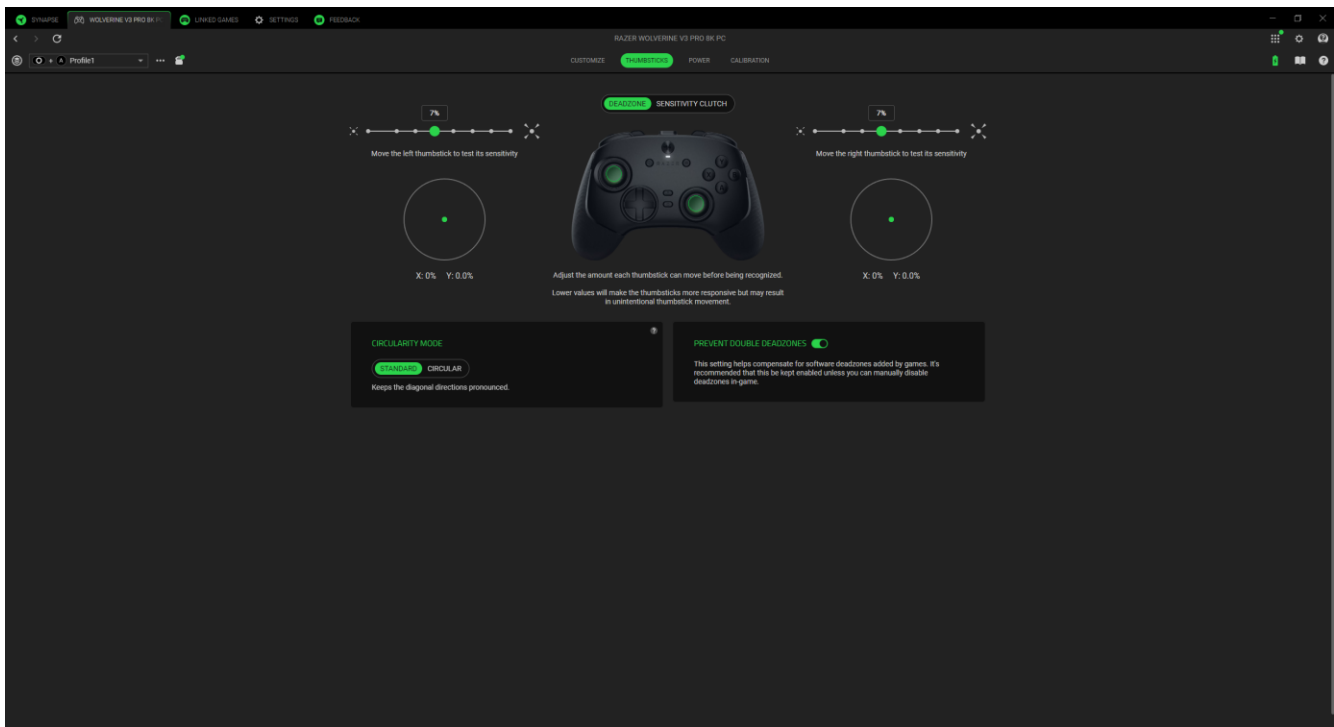 SYNAPSE WOLVERINE V3 PRO 8K PC LINKED GAMES SETTINGS FEEDBACK
RAZER WOLVERINE V3 PRO 8K PC
+ A Profile1 CUSTOMIZE THUMBSTICKS POWER CALIBRATION
DEADZONE SENSITIVITY CLUTCH
7% 7%
Move the left thumbstick to test its sensitivity
Move the right thumbstick to test its sensitivity
X: 0% Y: 0.0%
X: 0% Y: 0.0%
Adjust the amount each thumbstick can move before being recognized.
Lower values will make the thumbsticks more responsive but may result
in unintentional thumbstick movement.
CIRCULARITY MODE
STANDARD CIRCULAR
Keeps the diagonal directions pronounced.
PREVENT DOUBLE DEADZONES
This setting helps compensate for software deadzones added by games. It's
recommended that this be kept enabled unless you can manually disable
deadzones in-game.